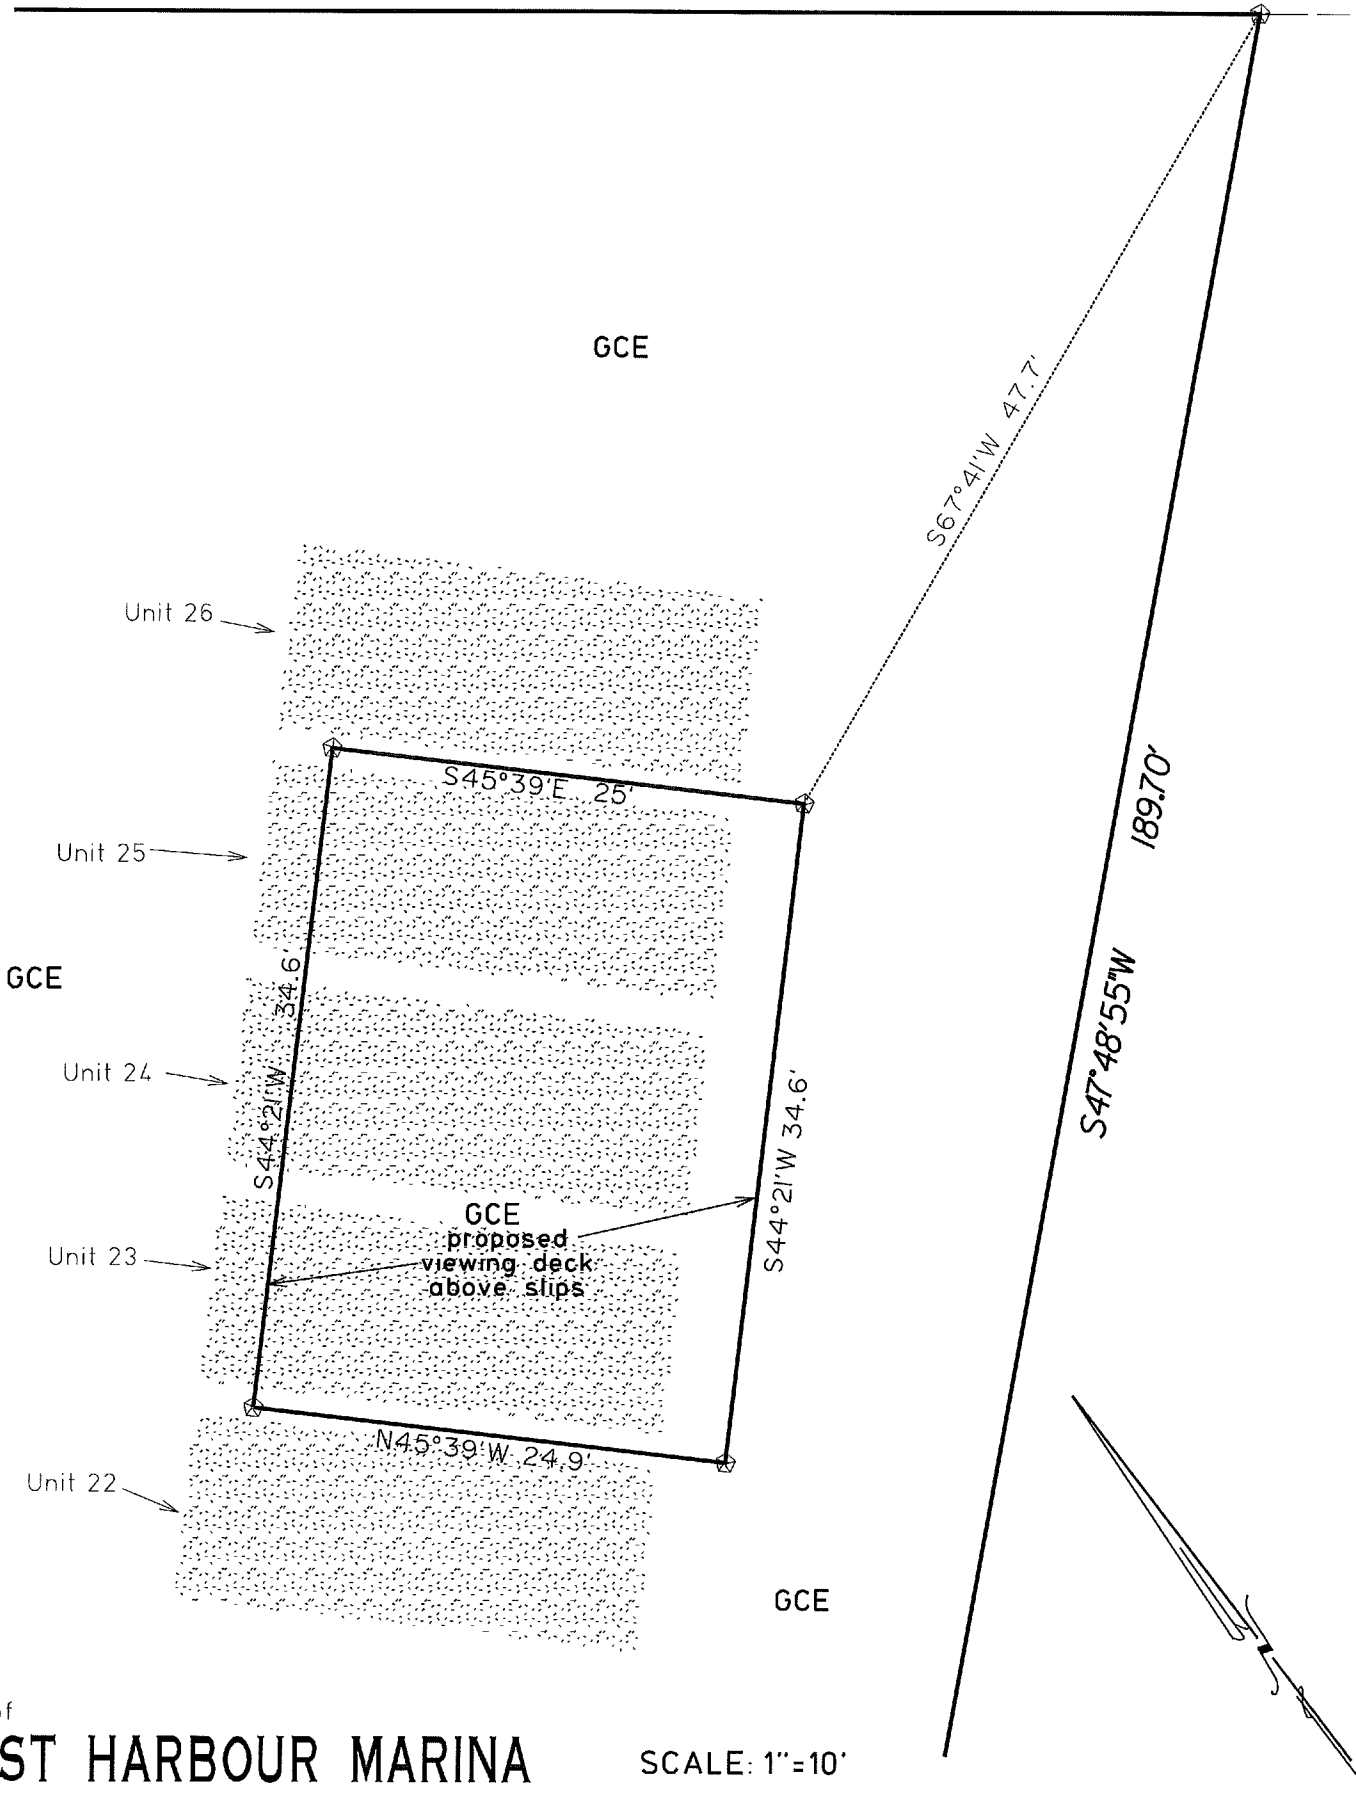 GCE
S67°41'W 47.7'
Unit 26
S45°39'E 25'
189.70'
Unit 25
GCE
34.6'
S47°48'55"W
Unit 24
S44°21'W
S44°21'W 34.6'
GCE
proposed
viewing deck
above slips
Unit 23
N45°39'W 24.9'
Unit 22
GCE
of
ST HARBOUR MARINA
SCALE: 1"=10'